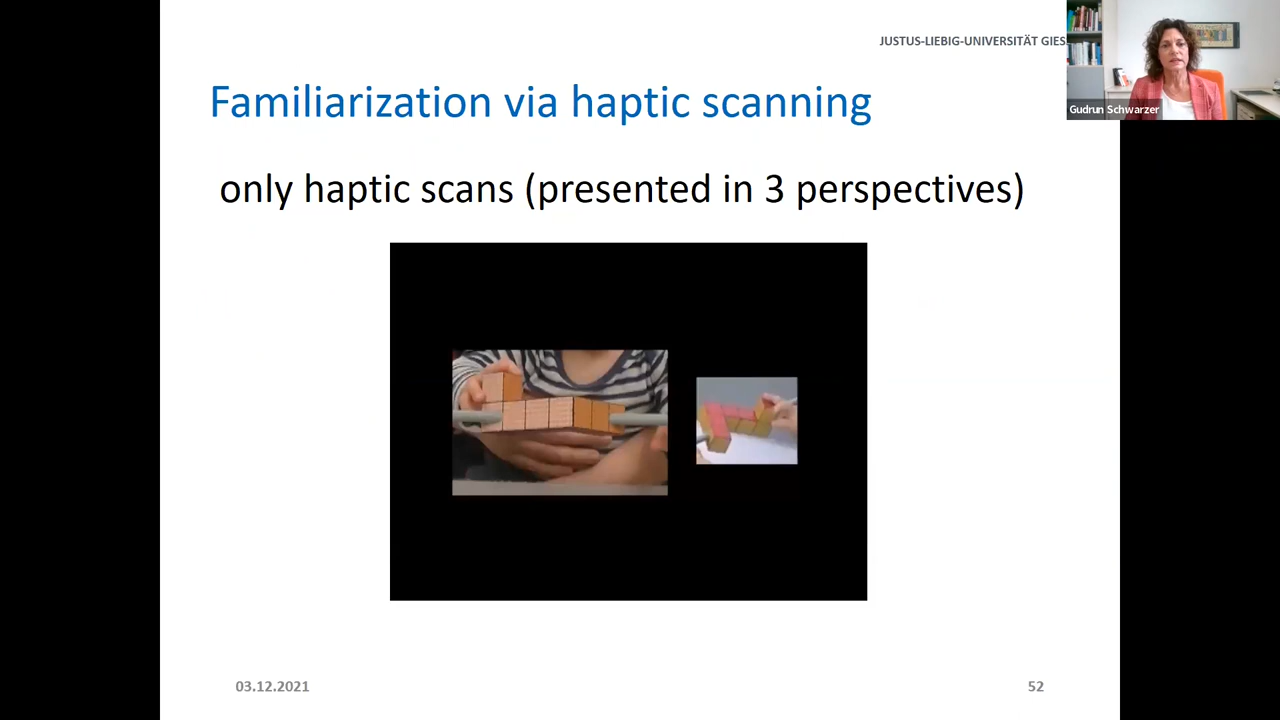 JUSTUS-LIEBIG-UNIVERSITÄT GIES
Gudrun Schwarzer
Familiarization via haptic scanning
only haptic scans (presented in 3 perspectives)
03.12.2021
52